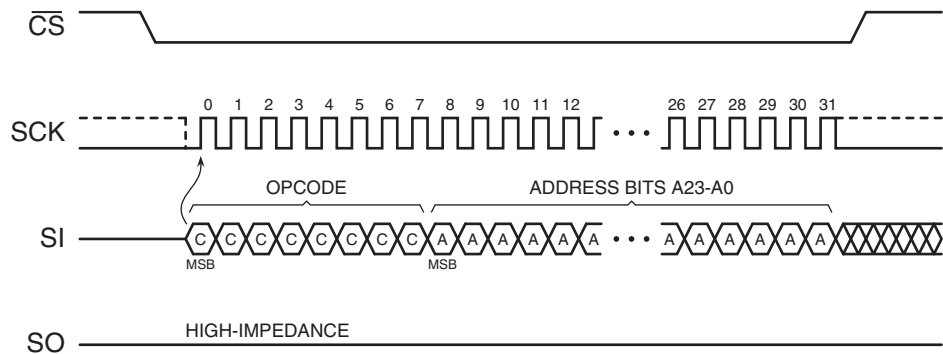 CS
0 1 2 3 4 5 6 7 8 9 10 11 12 26 27 28 29 30 31
SCK
OPCODE ADDRESS BITS A23-A0
SI C C C C C C C C A A A A A A A A A A A A
MSB MSB
HIGH-IMPEDANCE
SO